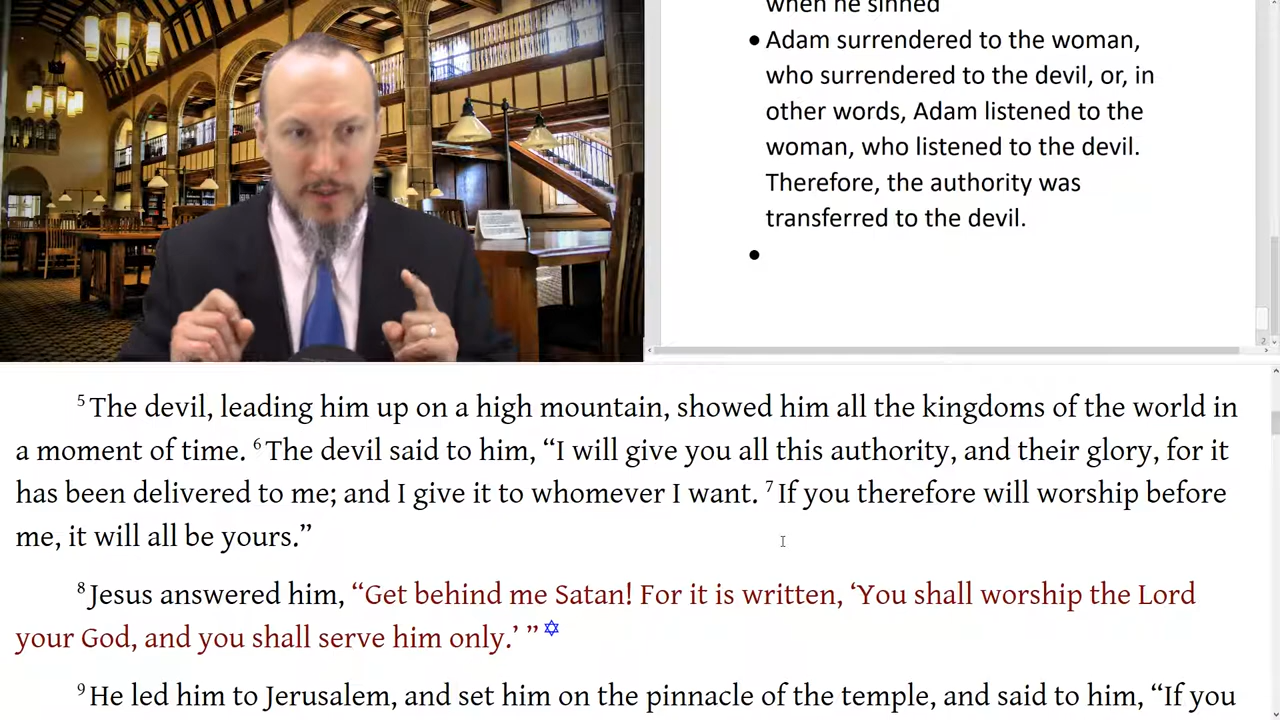 when he sinned
• Adam surrendered to the woman,
who surrendered to the devil, or, in
other words, Adam listened to the
woman, who listened to the devil.
Therefore, the authority was
transferred to the devil.
•
2
5 The devil, leading him up on a high mountain, showed him all the kingdoms of the world in
a moment of time. 6 The devil said to him, “I will give you all this authority, and their glory, for it
has been delivered to me; and I give it to whomever I want. 7 If you therefore will worship before
me, it will all be yours.”
8 Jesus answered him, “Get behind me Satan! For it is written, ‘You shall worship the Lord
your God, and you shall serve him only.’ ” ✡
9 He led him to Jerusalem, and set him on the pinnacle of the temple, and said to him, “If you